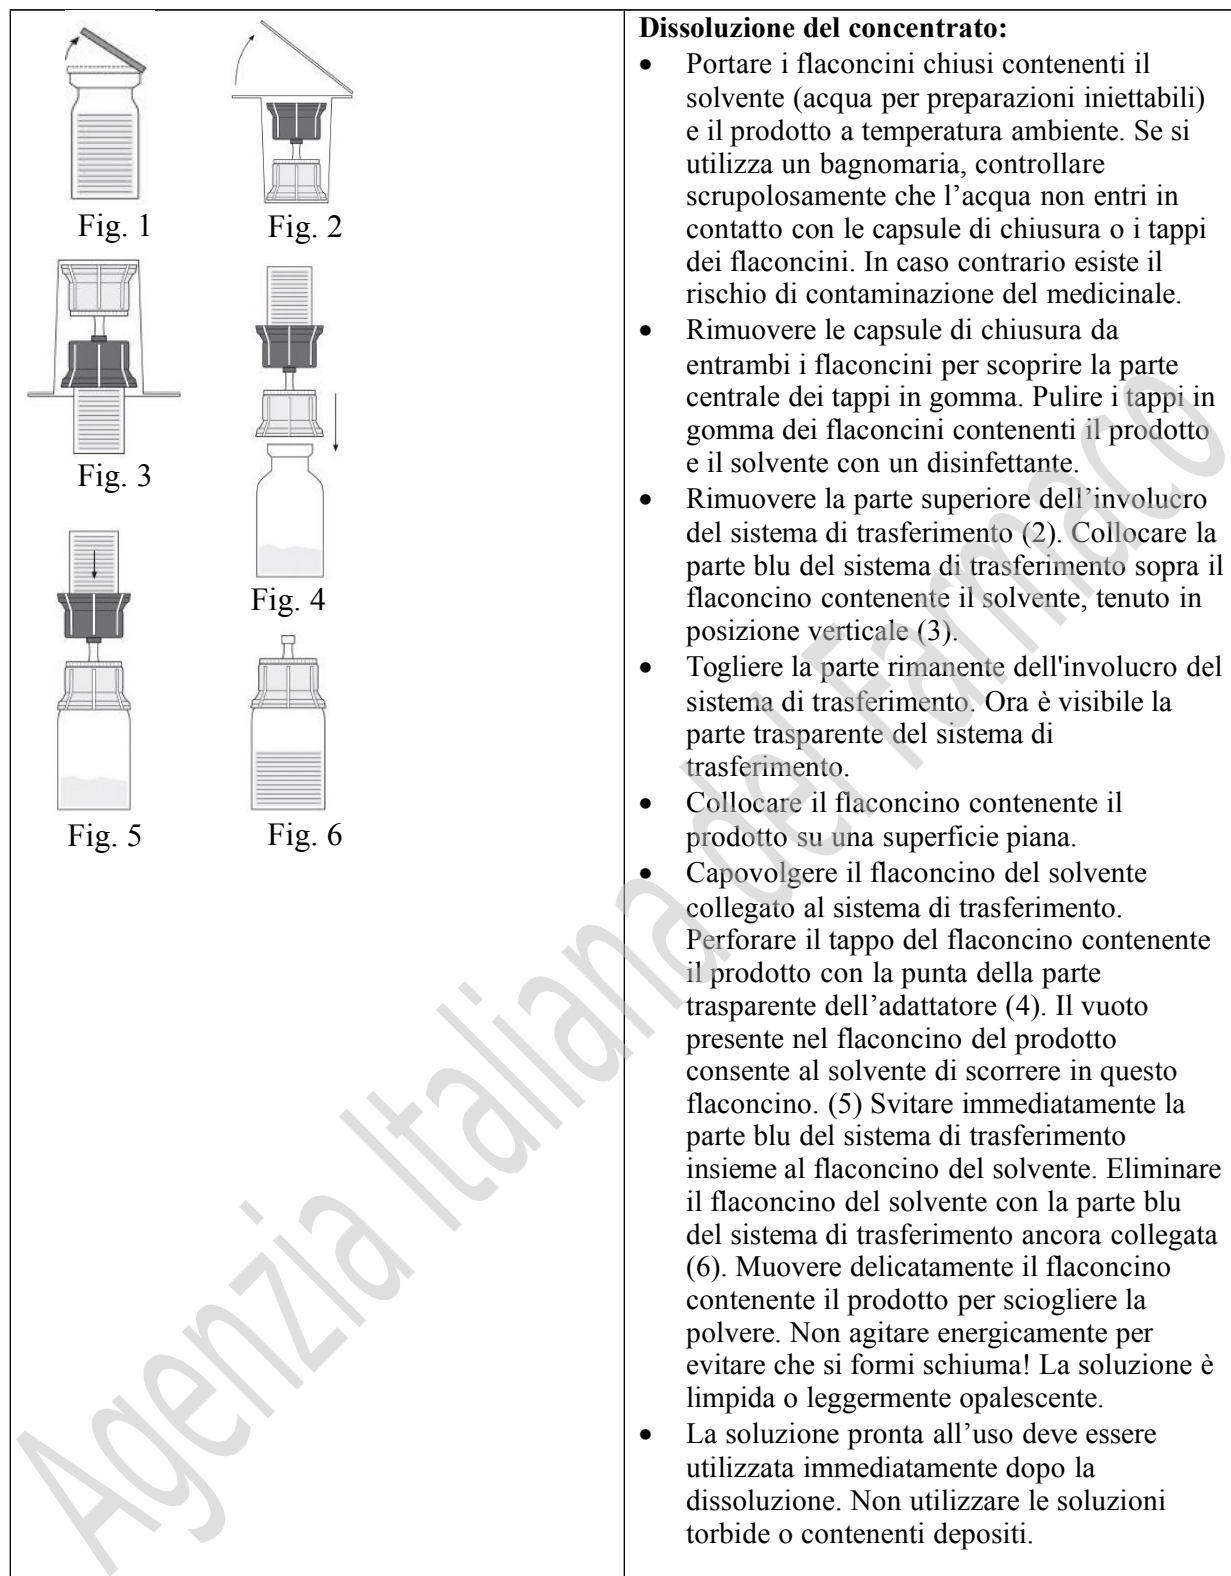 Fig. 1
Fig. 2
Fig. 3
Fig. 4
Fig. 5
Fig. 6
Dissoluzione del concentrato:
• Portare i flaconcini chiusi contenenti il
solvente (acqua per preparazioni iniettabili)
e il prodotto a temperatura ambiente. Se si
utilizza un bagnomaria, controllare
scrupolosamente che l’acqua non entri in
contatto con le capsule di chiusura o i tappi
dei flaconcini. In caso contrario esiste il
rischio di contaminazione del medicinale.
• Rimuovere le capsule di chiusura da
entrambi i flaconcini per scoprire la parte
centrale dei tappi in gomma. Pulire i tappi in
gomma dei flaconcini contenenti il prodotto
e il solvente con un disinfettante.
• Rimuovere la parte superiore dell’involucro
del sistema di trasferimento (2). Collocare la
parte blu del sistema di trasferimento sopra il
flaconcino contenente il solvente, tenuto in
posizione verticale (3).
• Togliere la parte rimanente dell'involucro del
sistema di trasferimento. Ora è visibile la
parte trasparente del sistema di
trasferimento.
• Collocare il flaconcino contenente il
prodotto su una superficie piana.
• Capovolgere il flaconcino del solvente
collegato al sistema di trasferimento.
Perforare il tappo del flaconcino contenente
il prodotto con la punta della parte
trasparente dell’adattatore (4). Il vuoto
presente nel flaconcino del prodotto
consente al solvente di scorrere in questo
flaconcino. (5) Svitare immediatamente la
parte blu del sistema di trasferimento
insieme al flaconcino del solvente. Eliminare
il flaconcino del solvente con la parte blu
del sistema di trasferimento ancora collegata
(6). Muovere delicatamente il flaconcino
contenente il prodotto per sciogliere la
polvere. Non agitare energicamente per
evitare che si formi schiuma! La soluzione è
limpida o leggermente opalescente.
• La soluzione pronta all’uso deve essere
utilizzata immediatamente dopo la
dissoluzione. Non utilizzare le soluzioni
torbide o contenenti depositi.
Agenzia Italiana del Farmaco